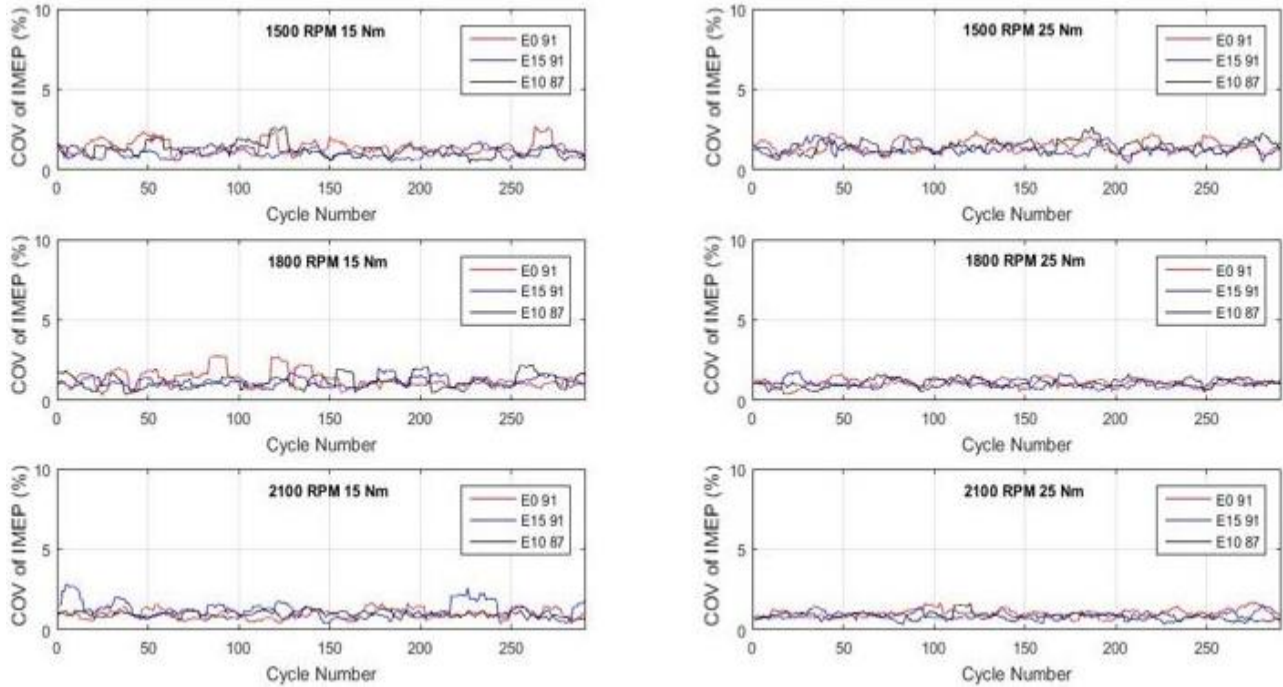 1500 RPM 15 Nm
E0 91
E15 91
E10 87
COV of IMEP (%)
10
5
0
0 50 100 150 200 250
Cycle Number
1500 RPM 25 Nm
E0 91
E15 91
E10 87
COV of IMEP (%)
10
5
0
0 50 100 150 200 250
Cycle Number
1800 RPM 15 Nm
E0 91
E15 91
E10 87
COV of IMEP (%)
10
5
0
0 50 100 150 200 250
Cycle Number
1800 RPM 25 Nm
E0 91
E15 91
E10 87
COV of IMEP (%)
10
5
0
0 50 100 150 200 250
Cycle Number
2100 RPM 15 Nm
E0 91
E15 91
E10 87
COV of IMEP (%)
10
5
0
0 50 100 150 200 250
Cycle Number
2100 RPM 25 Nm
E0 91
E15 91
E10 87
COV of IMEP (%)
10
5
0
0 50 100 150 200 250
Cycle Number